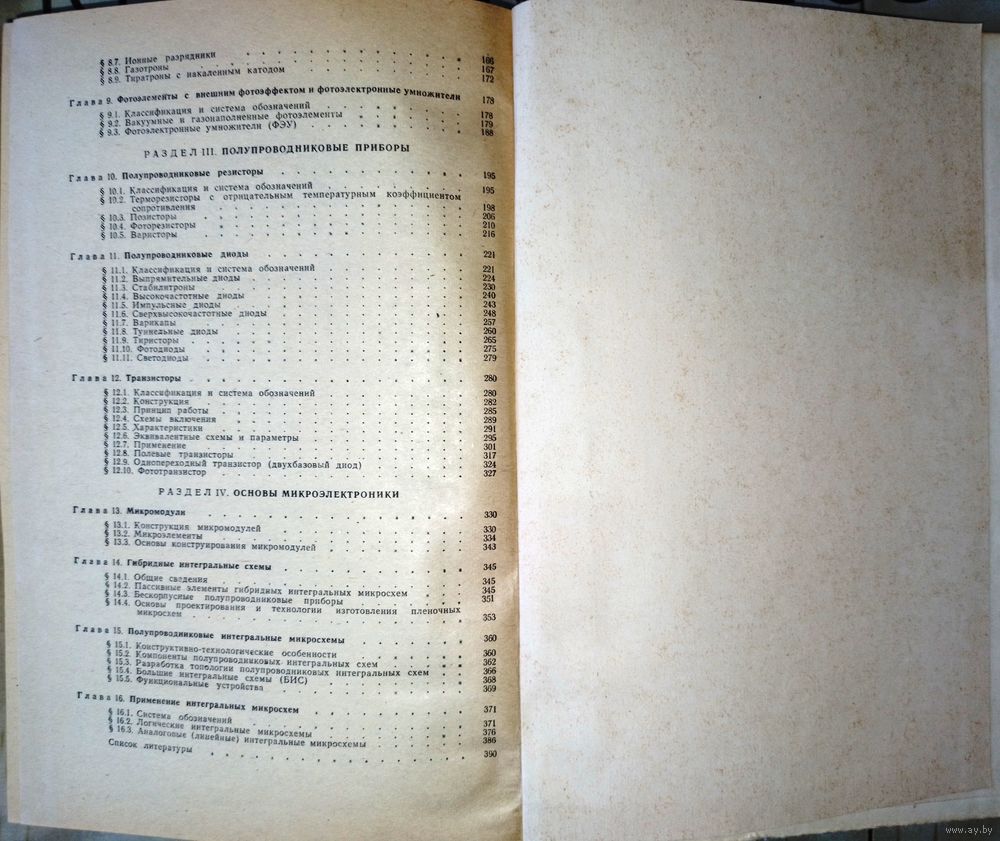 § 8.7. Ионные разрядники 166
§ 8.8. Газотроны 167
§ 8.9. Тиратроны с накаленным катодом 172
Глава 9. Фотоэлементы с внешним фотоэффектом и фотоэлектронные умножители 178
§ 9.1. Классификация и система обозначений 178
§ 9.2. Вакуумные и газонаполненные фотоэлементы 179
§ 9.3. Фотоэлектронные умножители (ФЭУ) 188
РАЗДЕЛ III. ПОЛУПРОВОДНИКОВЫЕ ПРИБОРЫ
Глава 10. Полупроводниковые резисторы 195
§ 10.1. Классификация и система обозначений 195
§ 10.2. Терморезисторы с отрицательным температурным коэффициентом
сопротивления 198
§ 10.3. Позисторы 206
§ 10.4. Фоторезисторы 210
§ 10.5. Варисторы 216
Глава 11. Полупроводниковые диоды 221
§ 11.1. Классификация и система обозначений 221
§ 11.2. Выпрямительные диоды 224
§ 11.3. Стабилитроны 230
§ 11.4. Высокочастотные диоды 240
§ 11.5. Импульсные диоды 243
§ 11.6. Сверхвысокочастотные диоды 248
§ 11.7. Варикапы 257
§ 11.8. Туннельные диоды 260
§ 11.9. Тиристоры 265
§ 11.10. Фотодиоды 275
§ 11.11. Светодиоды 279
Глава 12. Транзисторы 280
§ 12.1. Классификация и система обозначений 280
§ 12.2. Конструкция 282
§ 12.3. Принцип работы 285
§ 12.4. Схемы включения 289
§ 12.5. Характеристики 291
§ 12.6. Эквивалентные схемы и параметры 295
§ 12.7. Применение 301
§ 12.8. Полевые транзисторы 317
§ 12.9. Однопереходный транзистор (двухбазовый диод) 324
§ 12.10. Фототранзистор 327
РАЗДЕЛ IV. ОСНОВЫ МИКРОЭЛЕКТРОНИКИ
Глава 13. Микромодули 330
§ 13.1. Конструкция микромодулей 330
§ 13.2. Микроэлементы 334
§ 13.3. Основы конструирования микромодулей 343
Глава 14. Гибридные интегральные схемы 345
§ 14.1. Общие сведения 345
§ 14.2. Пассивные элементы гибридных интегральных микросхем 345
§ 14.3. Бескорпусные полупроводниковые приборы 351
§ 14.4. Основы проектирования и технологии изготовления пленочных
микросхем 353
Глава 15. Полупроводниковые интегральные микросхемы 360
§ 15.1. Конструктивно-технологические особенности 360
§ 15.2. Компоненты полупроводниковых интегральных схем 362
§ 15.3. Разработка топологии полупроводниковых интегральных схем 366
§ 15.4. Большие интегральные схемы (БИС) 368
§ 15.5. Функциональные устройства 369
Глава 16. Применение интегральных микросхем 371
§ 16.1. Система обозначений 371
§ 16.2. Логические интегральные микросхемы 376
§ 16.3. Аналоговые (линейные) интегральные микросхемы 386
Список литературы 390
www.ay.by